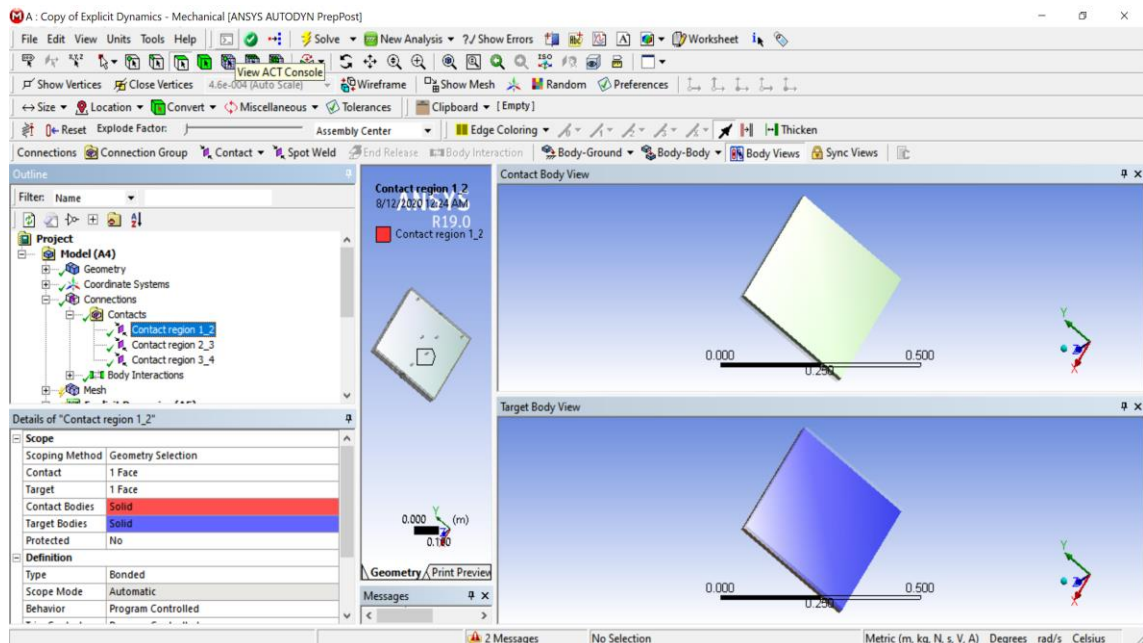 A : Copy of Explicit Dynamics - Mechanical [ANSYS AUTODYN PrepPost]
File Edit View Units Tools Help Solve New Analysis ?/ Show Errors A Worksheet
View ACT Console ISO
Show Vertices Close Vertices 4.6e-004 (Auto Scale) Wireframe Show Mesh Random Preferences
Size Location Convert Miscellaneous Tolerances Clipboard [Empty]
Reset Explode Factor: Assembly Center Edge Coloring Thicken
Connections Connection Group Contact Spot Weld End Release Body Interaction Body-Ground Body-Body Body Views Sync Views
Outline
Filter: Name
Project
Model (A4)
Geometry
Coordinate Systems
Connections
Contacts
Contact region 1_2
Contact region 2_3
Contact region 3_4
Body Interactions
Mesh
Details of "Contact region 1_2"
Scope
Scoping Method Geometry Selection
Contact 1 Face
Target 1 Face
Contact Bodies Solid
Target Bodies Solid
Protected No
Definition
Type Bonded
Scope Mode Automatic
Behavior Program Controlled
Contact region 1_2
8/12/2020 12:24 AM
ANSYS
R19.0
Contact region 1_2
0.000 (m)
0.100
Y
Geometry Print Preview
Messages
Contact Body View
0.000 0.500
0.250
Y
Z
X
Target Body View
0.000 0.500
0.250
Y
Z
X
2 Messages No Selection Metric (m, kg, N, s, V, A) Degrees rad/s Celsius